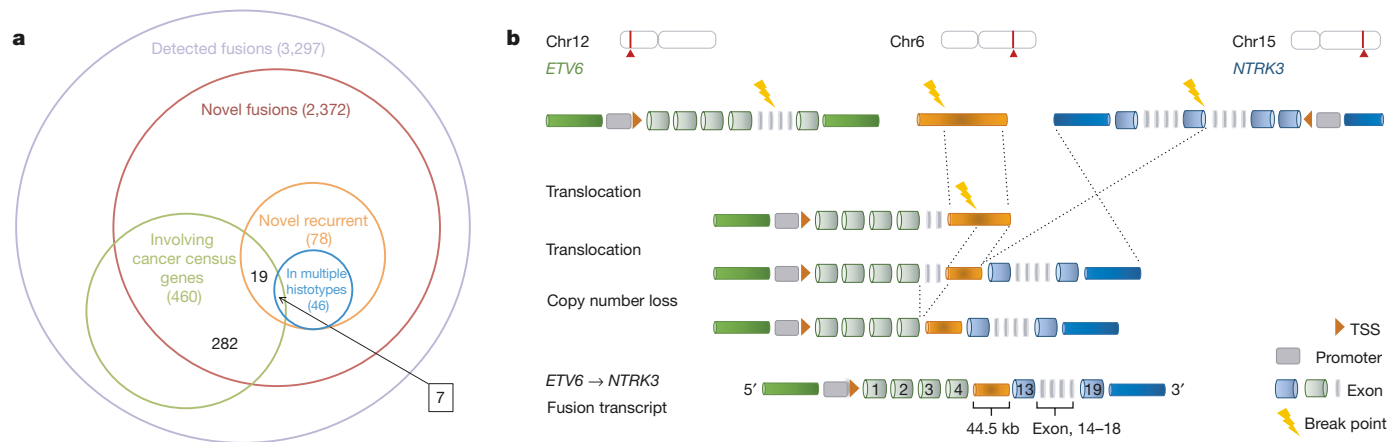 a
Detected fusions (3,297)
Novel fusions (2,372)
Novel recurrent
(78)
Involving
cancer census
genes
(460)
19
In multiple
histotypes
(46)
282
7
b
Chr12
ETV6
Chr6
Chr15
NTRK3
Translocation
Translocation
Copy number loss
ETV6 → NTRK3
Fusion transcript
5′
1
2
3
4
13
19
3′
44.5 kb
Exon, 14–18
TSS
Promoter
Exon
Break point